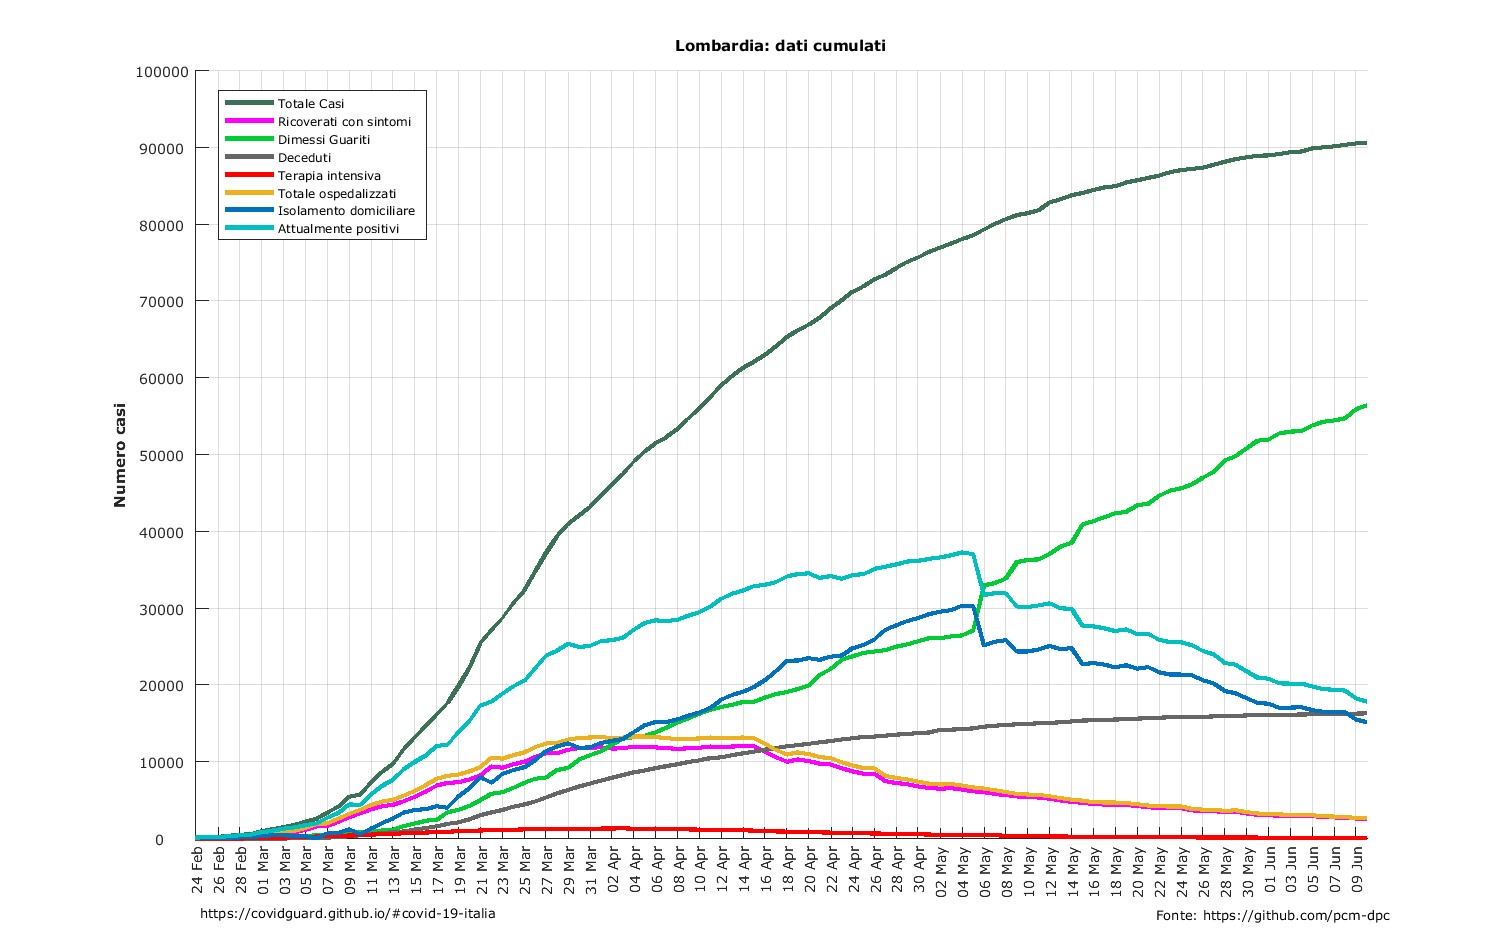 Lombardia: dati cumulati
100000
90000
80000
70000
60000
50000
40000
30000
20000
10000
0
Numero casi
Totale Casi
Ricoverati con sintomi
Dimessi Guariti
Deceduti
Terapia intensiva
Totale ospedalizzati
Isolamento domiciliare
Attualmente positivi
24 Feb
26 Feb
28 Feb
01 Mar
03 Mar
05 Mar
07 Mar
09 Mar
11 Mar
13 Mar
15 Mar
17 Mar
19 Mar
21 Mar
23 Mar
25 Mar
27 Mar
29 Mar
31 Mar
02 Apr
04 Apr
06 Apr
08 Apr
10 Apr
12 Apr
14 Apr
16 Apr
18 Apr
20 Apr
22 Apr
24 Apr
26 Apr
28 Apr
30 Apr
02 May
04 May
06 May
08 May
10 May
12 May
14 May
16 May
18 May
20 May
22 May
24 May
26 May
28 May
30 May
01 Jun
03 Jun
05 Jun
07 Jun
09 Jun
https://covidguard.github.io/#covid-19-italia
Fonte: https://github.com/pcm-dpc